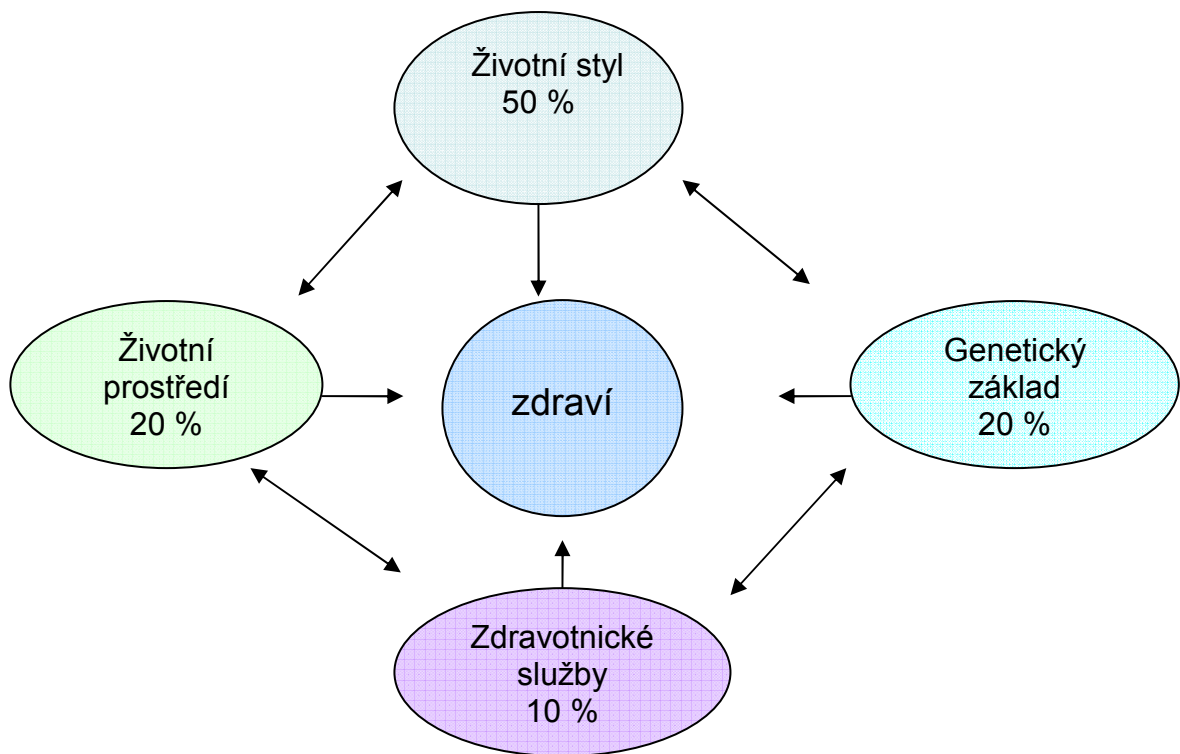 Životní styl
50 %
Životní
prostředí
20 %
zdraví
Genetický
základ
20 %
Zdravotnické
služby
10 %